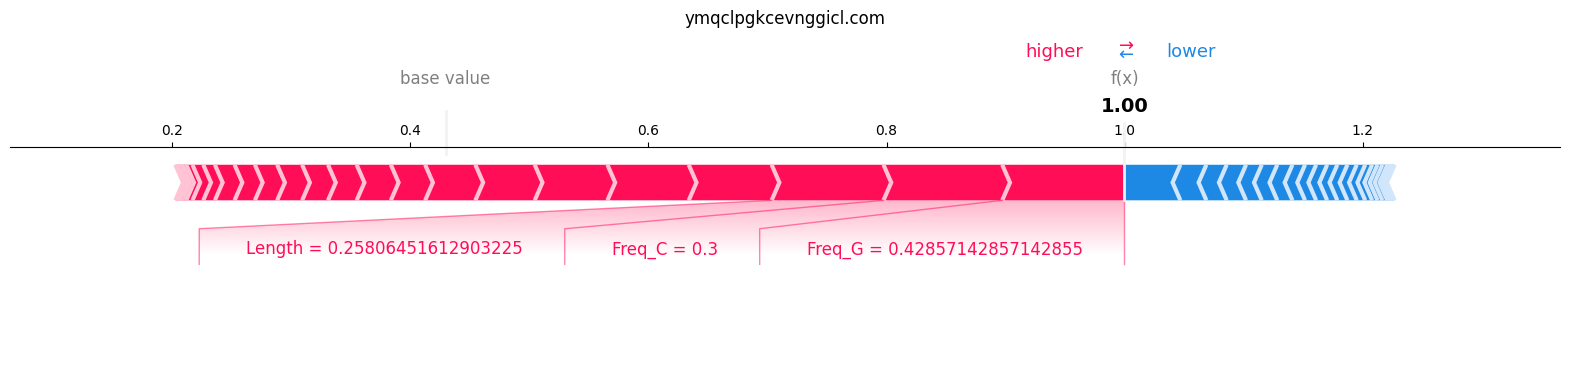 ymqclpgkcevnggicl.com
higher → ← lower
base value f(x)
1.00
0.2 0.4 0.6 0.8 1.0 1.2
Length = 0.25806451612903225 Freq_C = 0.3 Freq_G = 0.42857142857142855